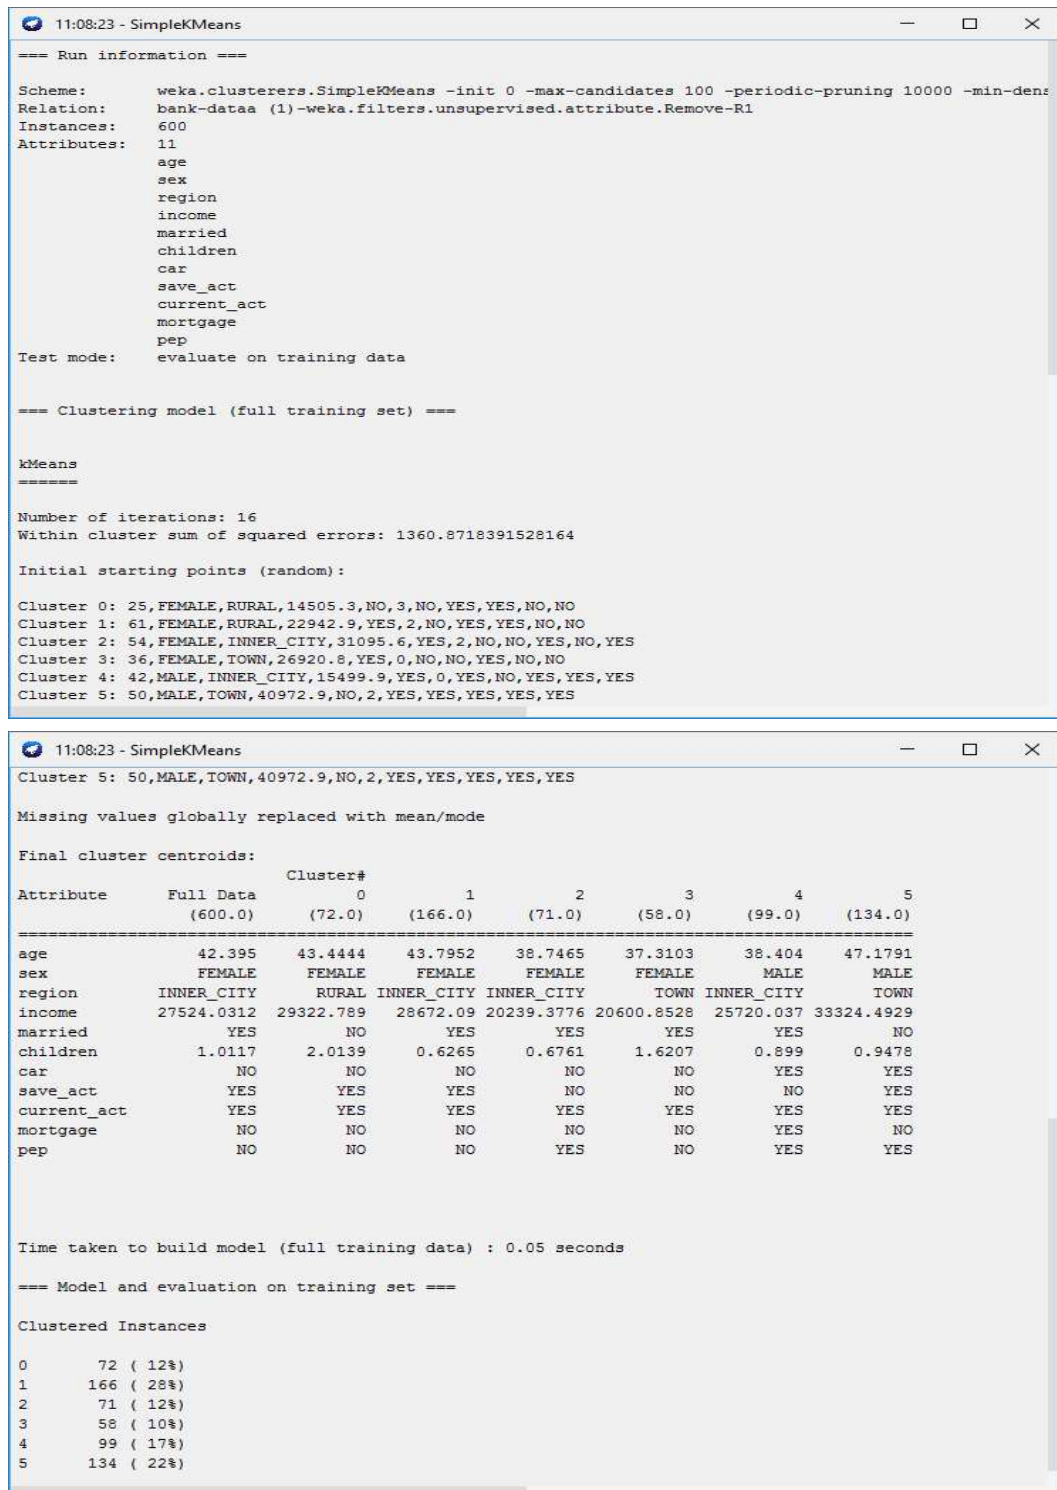 11:08:23 - SimpleKMeans
=== Run information ===
Scheme: weka.clusterers.SimpleKMeans -init 0 -max-candidates 100 -periodic-pruning 10000 -min-dens
Relation: bank-dataa (1)-weka.filters.unsupervised.attribute.Remove-R1
Instances: 600
Attributes: 11
age
sex
region
income
married
children
car
save_act
current_act
mortgage
pep
Test mode: evaluate on training data
=== Clustering model (full training set) ===
kMeans
======
Number of iterations: 16
Within cluster sum of squared errors: 1360.8718391528164
Initial starting points (random):
Cluster 0: 25,FEMALE,RURAL,14505.3,NO,3,NO,YES,YES,NO,NO
Cluster 1: 61,FEMALE,RURAL,22942.9,YES,2,NO,YES,YES,NO,NO
Cluster 2: 54,FEMALE,INNER_CITY,31095.6,YES,2,NO,NO,YES,NO,YES
Cluster 3: 36,FEMALE,TOWN,26920.8,YES,0,NO,NO,YES,NO,NO
Cluster 4: 42,MALE,INNER_CITY,15499.9,YES,0,YES,NO,YES,YES,YES
Cluster 5: 50,MALE,TOWN,40972.9,NO,2,YES,YES,YES,YES,YES
11:08:23 - SimpleKMeans
Cluster 5: 50,MALE,TOWN,40972.9,NO,2,YES,YES,YES,YES,YES
Missing values globally replaced with mean/mode
Final cluster centroids:
Cluster#
Attribute Full Data 0 1 2 3 4 5
(600.0) (72.0) (166.0) (71.0) (58.0) (99.0) (134.0)
==========================================================================================
age 42.395 43.4444 43.7952 38.7465 37.3103 38.404 47.1791
sex FEMALE FEMALE FEMALE FEMALE FEMALE MALE MALE
region INNER_CITY RURAL INNER_CITY INNER_CITY TOWN INNER_CITY TOWN
income 27524.0312 29322.789 28672.09 20239.3776 20600.8528 25720.037 33324.4929
married YES NO YES YES YES YES NO
children 1.0117 2.0139 0.6265 0.6761 1.6207 0.899 0.9478
car NO NO NO NO NO YES YES
save_act YES YES YES NO NO NO YES
current_act YES YES YES YES YES YES YES
mortgage NO NO NO NO NO YES NO
pep NO NO NO YES NO YES YES
Time taken to build model (full training data) : 0.05 seconds
=== Model and evaluation on training set ===
Clustered Instances
0 72 ( 12%)
1 166 ( 28%)
2 71 ( 12%)
3 58 ( 10%)
4 99 ( 17%)
5 134 ( 22%)